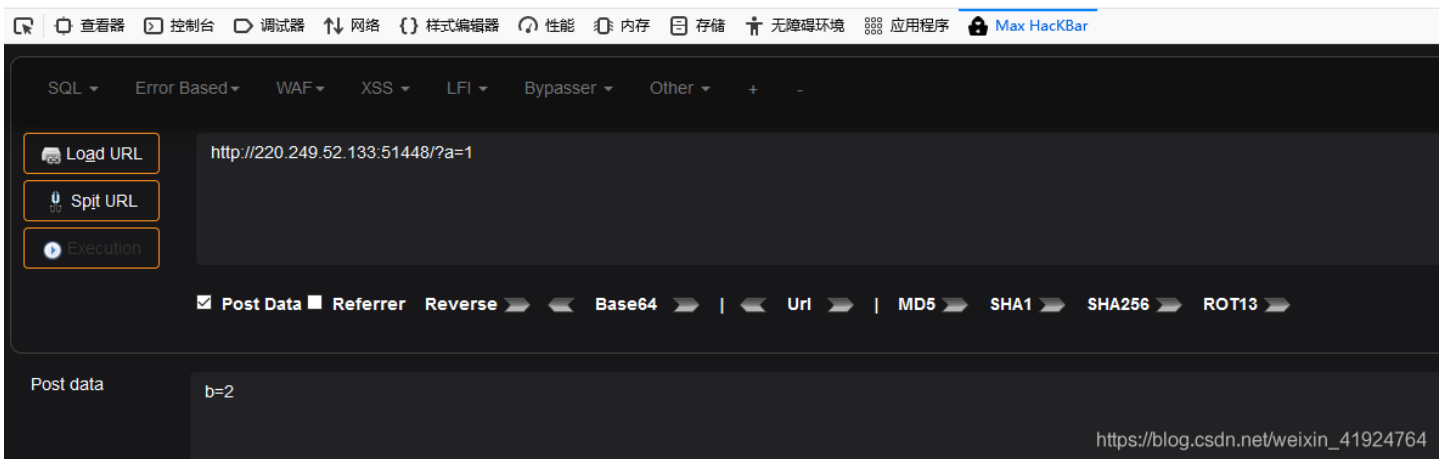 查看器 控制台 调试器 网络 {} 样式编辑器 性能 内存 存储 无障碍环境 应用程序 Max HacKBar
SQL Error Based WAF XSS LFI Bypasser Other + -
Load URL
http://220.249.52.133:51448/?a=1
Spit URL
Execution
Post Data Referrer Reverse Base64 | Url | MD5 SHA1 SHA256 ROT13
Post data
b=2
https://blog.csdn.net/weixin_41924764